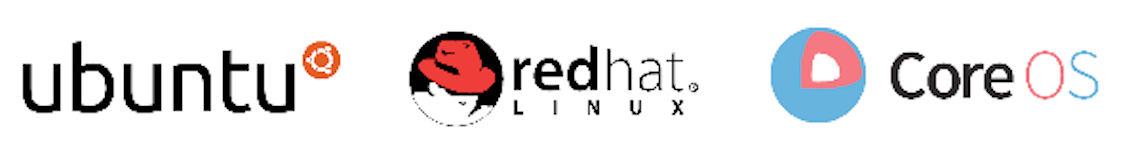 ubuntu
redhat®
LINUX
Core OS